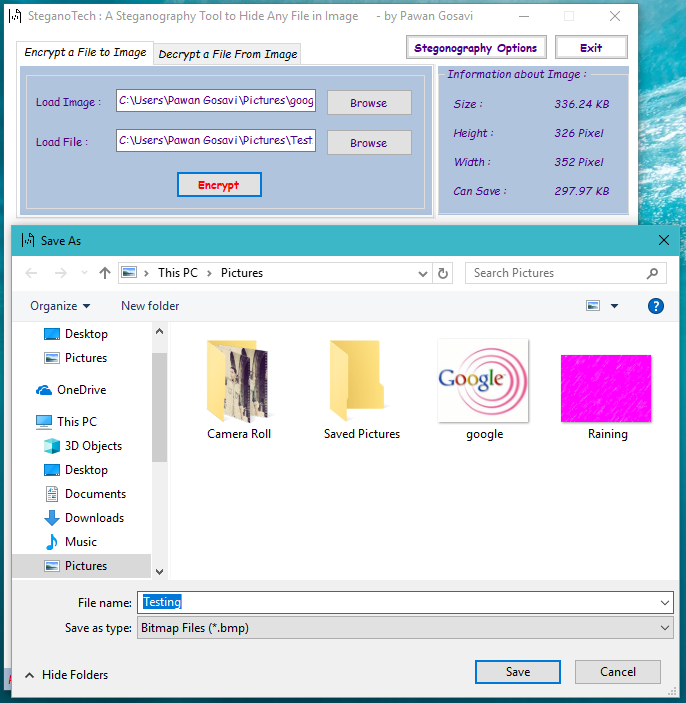 SteganoTech : A Steganography Tool to Hide Any File in Image - by Pawan Gosavi
Encrypt a File to Image
Decrypt a File From Image
Stegonography Options
Exit
Load Image :
C:\Users\Pawan Gosavi\Pictures\goog
Browse
Load File :
C:\Users\Pawan Gosavi\Pictures\Test
Browse
Encrypt
Information about Image :
Size : 336.24 KB
Height : 326 Pixel
Width : 352 Pixel
Can Save : 297.97 KB
Save As
This PC > Pictures
Search Pictures
Organize
New folder
?
Desktop
Pictures
OneDrive
This PC
3D Objects
Desktop
Documents
Downloads
Music
Pictures
Google
Camera Roll
Saved Pictures
google
Raining
File name: Testing
Save as type: Bitmap Files (*.bmp)
Hide Folders
Save
Cancel